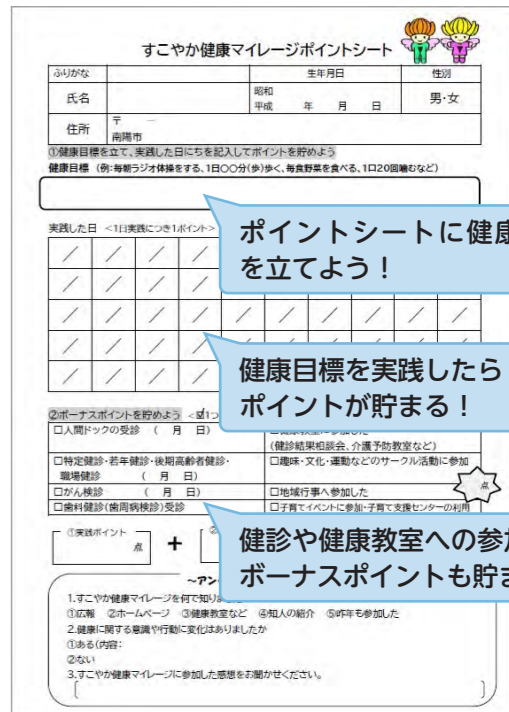 すこやか健康マイレージポイントシート
ふりがな 生年月日 性別
氏名 昭和 平成 年 月 日 男・女
住所 〒 − 南陽市
①健康目標を立て、実践した日にちを記入してポイントを貯めよう
健康目標 (例:毎朝ラジオ体操をする、1日〇〇分(歩)歩く、毎食野菜を食べる、1口20回噛むなど)
ポイントシートに健康
を立てよう！
実践した日 <1日実践につき1ポイント>
健康目標を実践したら
ポイントが貯まる！
②ボーナスポイントを貯めよう <☑1つ
□人間ドックの受診 ( 月 日)
(健診結果相談会、介護予防教室など)
□特定健診・若年健診・後期高齢者健診・
職場健診 ( 月 日)
□趣味・文化・運動などのサークル活動に参加
□がん検診 ( 月 日)
□地域行事へ参加した
□歯科健診(歯周病検診)受診
□子育てイベントに参加・子育て支援センターの利用
点
①実践ポイント
点 +
健診や健康教室への参加
ボーナスポイントも貯ま
～アン
1.すこやか健康マイレージを何で知り
①広報 ②ホームページ ③健康教室など ④知人の紹介 ⑤昨年も参加した
2.健康に関する意識や行動に変化はありましたか
①ある(内容:
②ない
3.すこやか健康マイレージに参加した感想をお聞かせください。